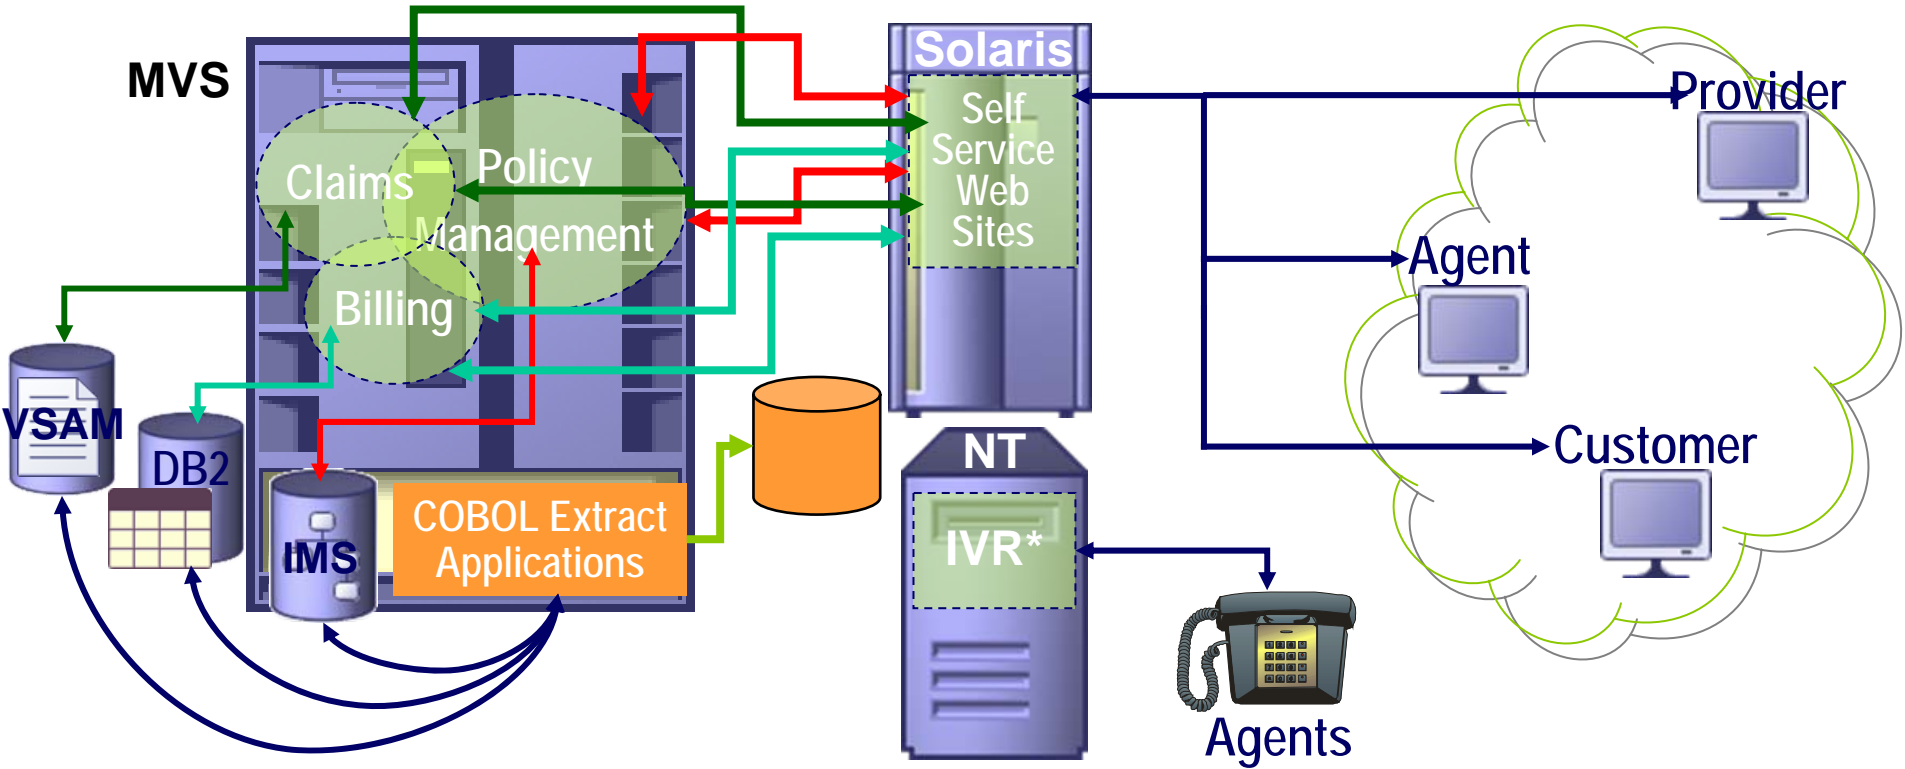 MVS
Solaris
Self
Service
Web
Sites
Provider
Claims
Policy
Management
Billing
Agent
VSAM
DB2
IMS
COBOL Extract
Applications
NT
IVR*
Customer
Agents